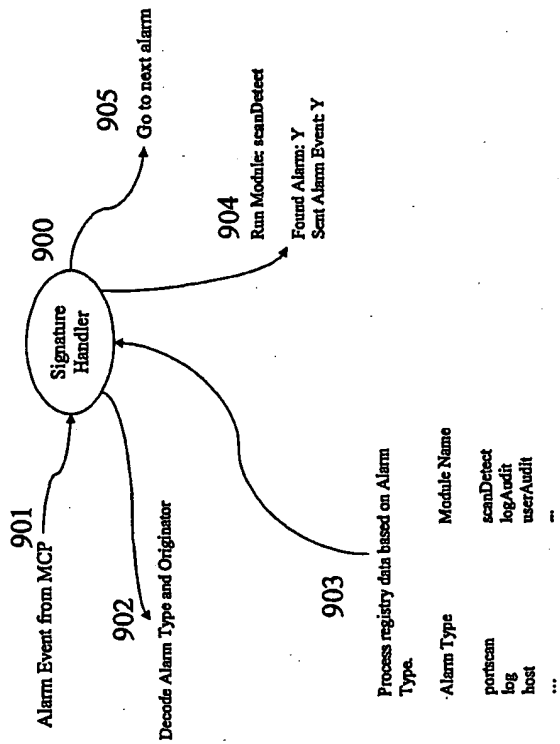 901
Alarm Event from MCP
900
Signature
Handler
905
Go to next alarm
902
Decode Alarm Type and Originator
904
Run Module: scanDetect
Found Alarm: Y
Sent Alarm Event: Y
903
Process registry data based on Alarm
Type.
Alarm Type Module Name
portscan scanDetect
log logAudit
host userAudit
... ...